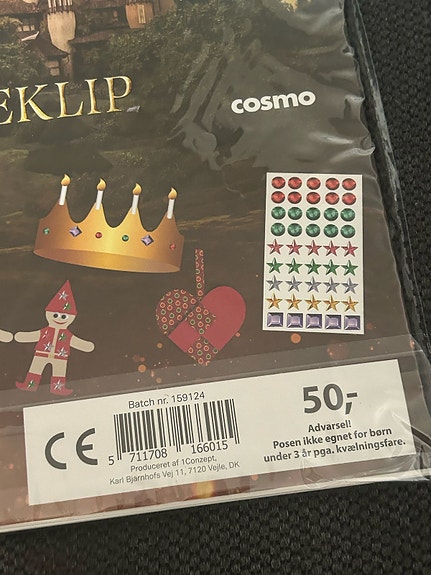 EKLIP
cosmo
Batch nr. 159124
50,-
CE
5 711708 166015
Advarsel!
Posen ikke egnet for børn
under 3 år pga. kvælningsfare.
Produceret af 1Conzept,
Karl Bjarnhofs Vej 11, 7120 Vejle, DK